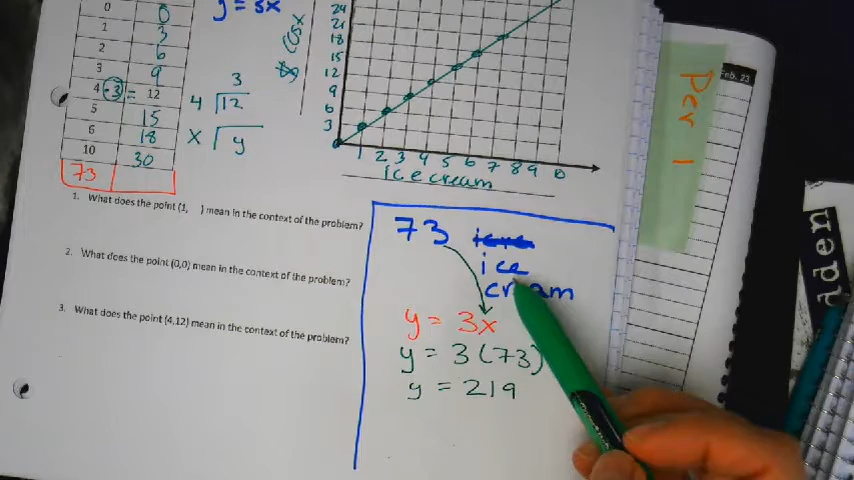 y = 3x
0 0
1 3
2 6
3 9
4 ·3 = 12
5 15
6 18
10 30
73
3
4 12
x y
$ cost
24
21
18
15
12
9
6
3
1 2 3 4 5 6 7 8 9 10
ice cream
1. What does the point (1, ) mean in the context of the problem?
2. What does the point (0,0) mean in the context of the problem?
3. What does the point (4,12) mean in the context of the problem?
73
ice
cream
y = 3x
y = 3(73)
y = 219
Per 1
Feb. 23
aden